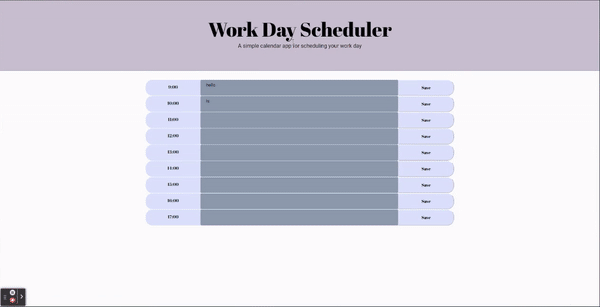 Work Day Scheduler
A simple calendar app for scheduling your work day
9:00 hello. Save
10:00 hi Save
11:00 Save
12:00 Save
13:00 Save
14:00 Save
15:00 Save
16:00 Save
17:00 Save